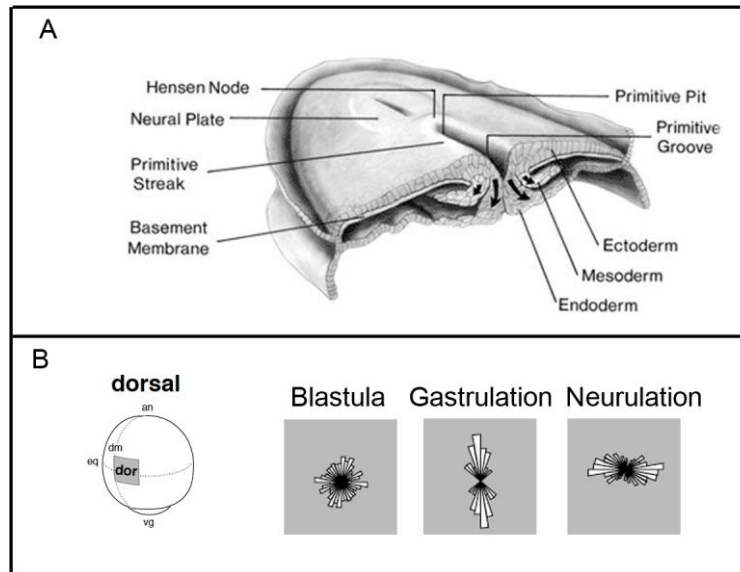 A
Hensen Node
Neural Plate
Primitive
Streak
Basement
Membrane
Primitive Pit
Primitive
Groove
Ectoderm
Mesoderm
Endoderm
B
dorsal
an
dm
eq
dor
vg
Blastula
Gastrulation
Neurulation